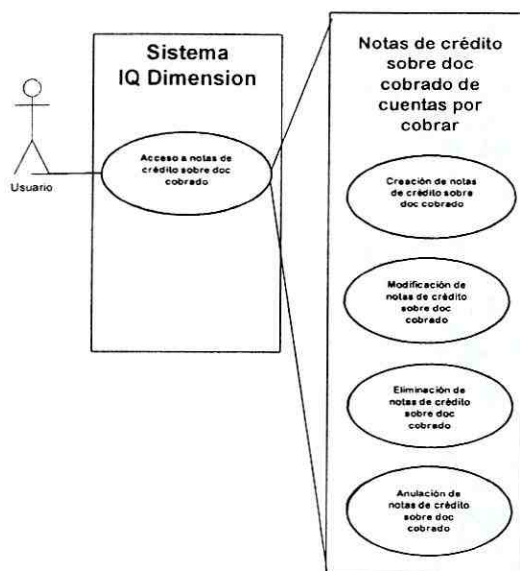 Sistema
IQ Dimension
Acceso a notas de
crédito sobre doc
cobrado
Usuario
Notas de crédito
sobre doc
cobrado de
cuentas por
cobrar
Creación de notas
de crédito sobre
doc cobrado
Modificación de
notas de crédito
sobre doc
cobrado
Eliminación de
notas de crédito
sobre doc
cobrado
Anulación de
notas de crédito
sobre doc
cobrado